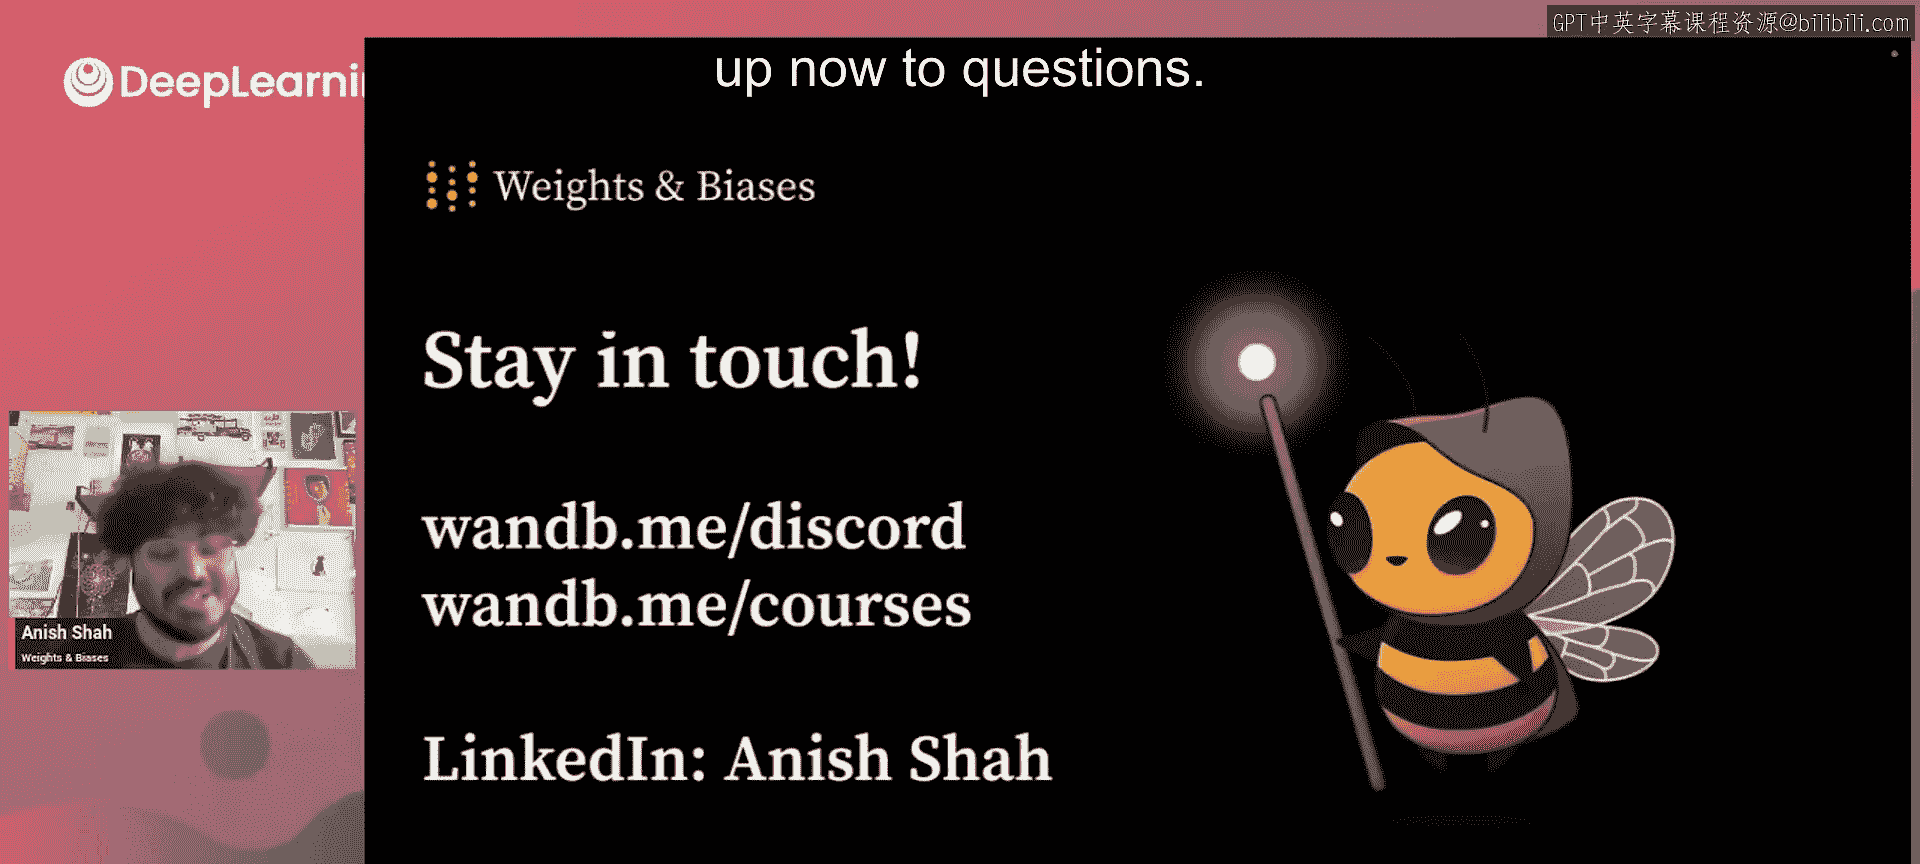 GPT中英字幕课程资源@bilibili.com
up now to questions.
DeepLearni
Weights & Biases
Stay in touch!
wandb.me/discord
wandb.me/courses
LinkedIn: Anish Shah
Anish Shah
Weights & Biases